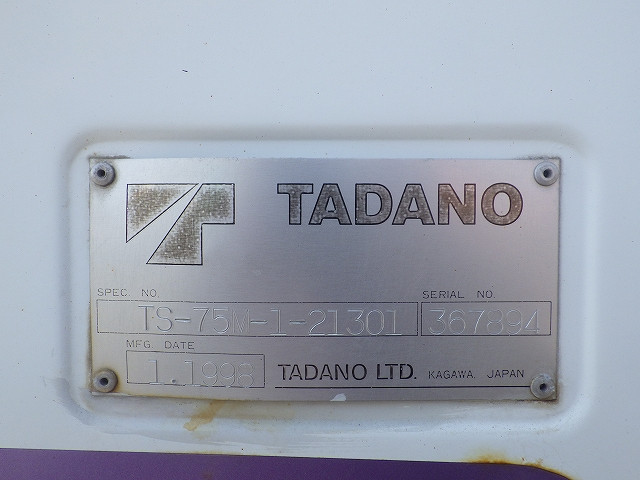 TADANO
SPEC NO. SERIAL NO.
TS-75M-1-21301 367894
MFG. DATE
1.1998 TADANO LTD. KAGAWA, JAPAN